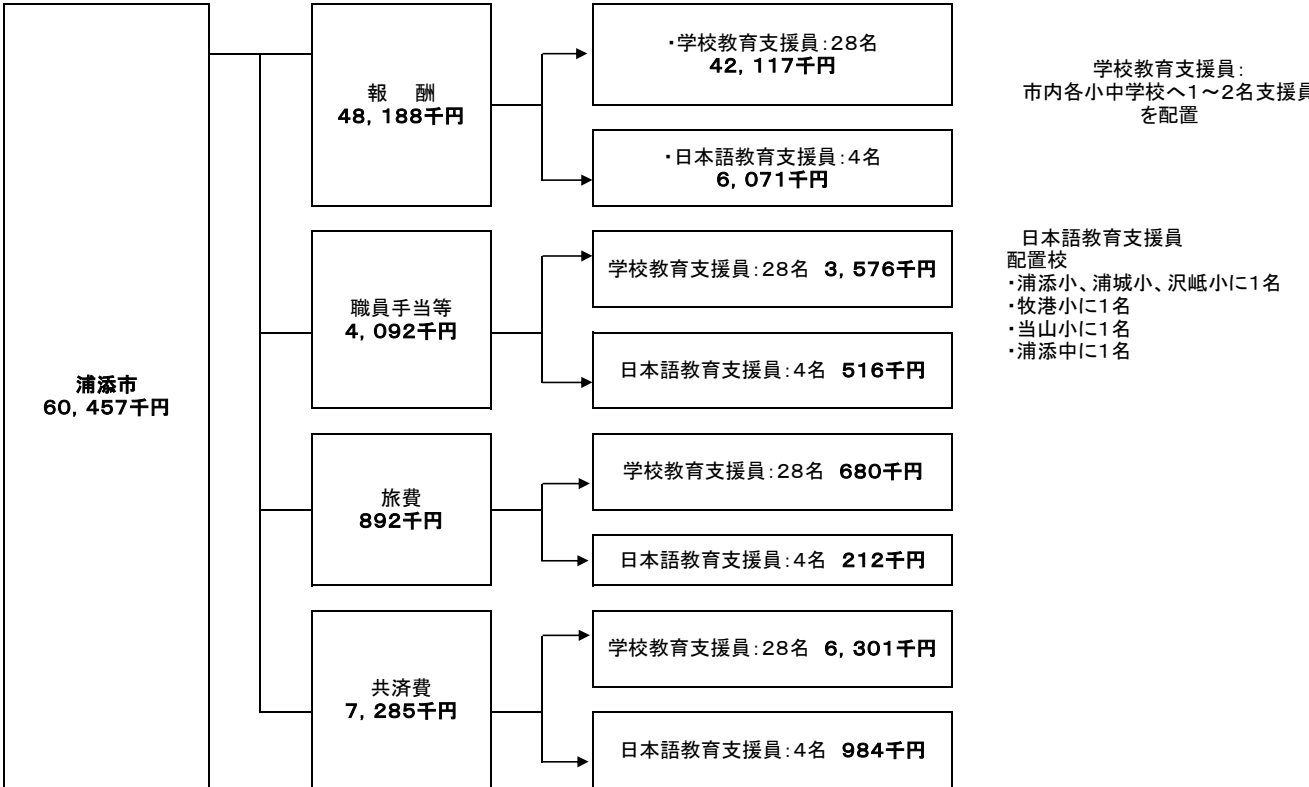 浦添市
60,457千円
報　酬
48,188千円
・学校教育支援員:28名
42,117千円
・日本語教育支援員:4名
6,071千円
職員手当等
4,092千円
学校教育支援員:28名　3,576千円
日本語教育支援員:4名　516千円
旅費
892千円
学校教育支援員:28名　680千円
日本語教育支援員:4名　212千円
共済費
7,285千円
学校教育支援員:28名　6,301千円
日本語教育支援員:4名　984千円
学校教育支援員:
市内各小中学校へ1～2名支援員
を配置
日本語教育支援員
配置校
・浦添小、浦城小、沢岻小に1名
・牧港小に1名
・当山小に1名
・浦添中に1名